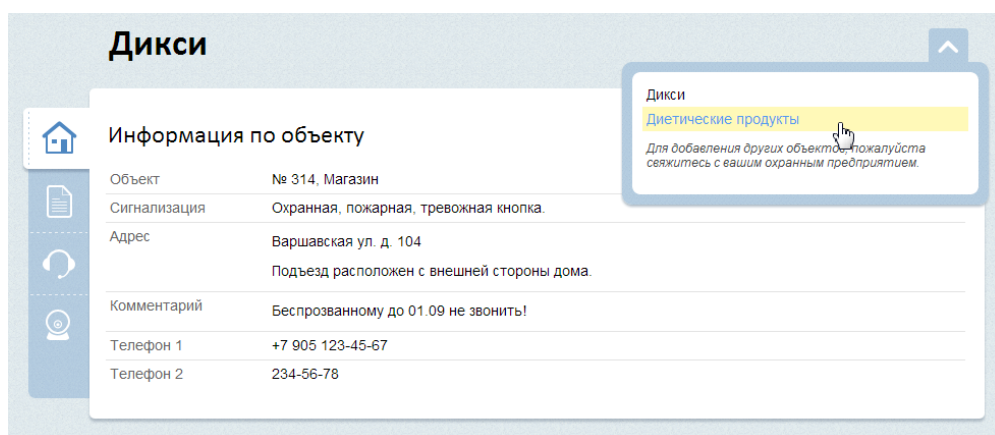 Дикси
Дикси
Диетические продукты
Для добавления других объектов, пожалуйста
свяжитесь с вашим охранным предприятием.
Информация по объекту
Объект № 314, Магазин
Сигнализация Охранная, пожарная, тревожная кнопка.
Адрес Варшавская ул. д. 104
Подъезд расположен с внешней стороны дома.
Комментарий Беспрозванному до 01.09 не звонить!
Телефон 1 +7 905 123-45-67
Телефон 2 234-56-78